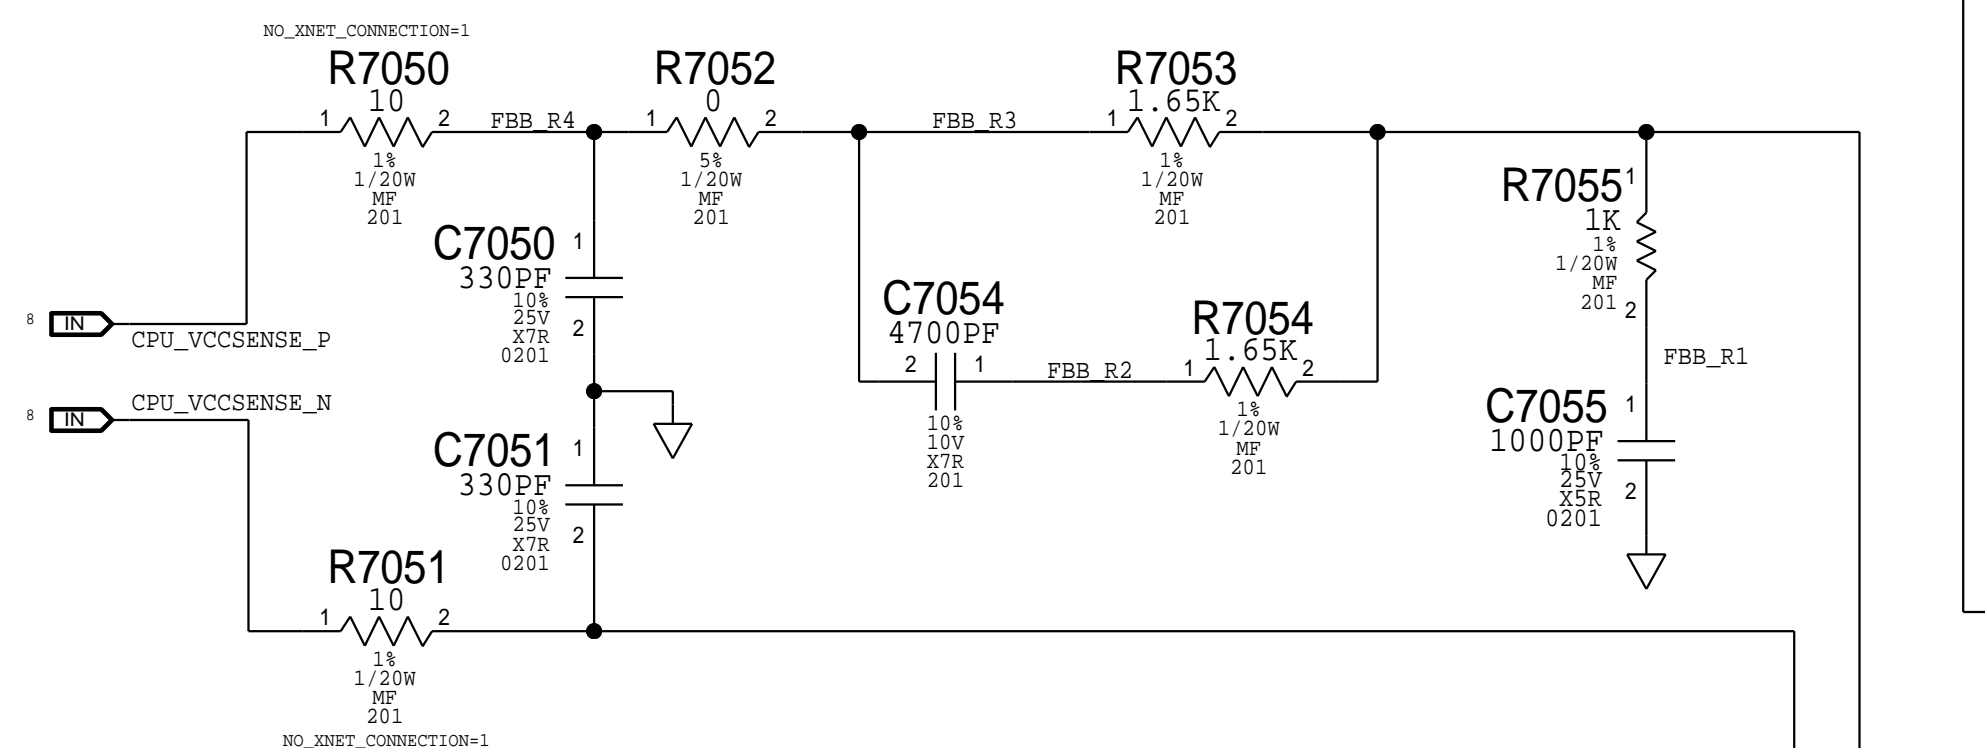 NO_XNET_CONNECTION=1
R7050
10
1
2
1%
1/20W
MF
201
FBB_R4
R7052
0
1
2
5%
1/20W
MF
201
FBB_R3
R7053
1.65K
1
2
1%
1/20W
MF
201
C7050
1
330PF
10%
25V
X7R
0201
2
8
IN
CPU_VCCSENSE_P
C7054
4700PF
2
1
10%
10V
X7R
201
FBB_R2
R7054
1.65K
1
2
1%
1/20W
MF
201
R7055
1
1K
1%
1/20W
MF
201
2
FBB_R1
8
IN
CPU_VCCSENSE_N
C7051
1
330PF
10%
25V
X7R
0201
2
C7055
1
1000PF
10%
25V
X5R
0201
2
R7051
10
1
2
1%
1/20W
MF
201
NO_XNET_CONNECTION=1